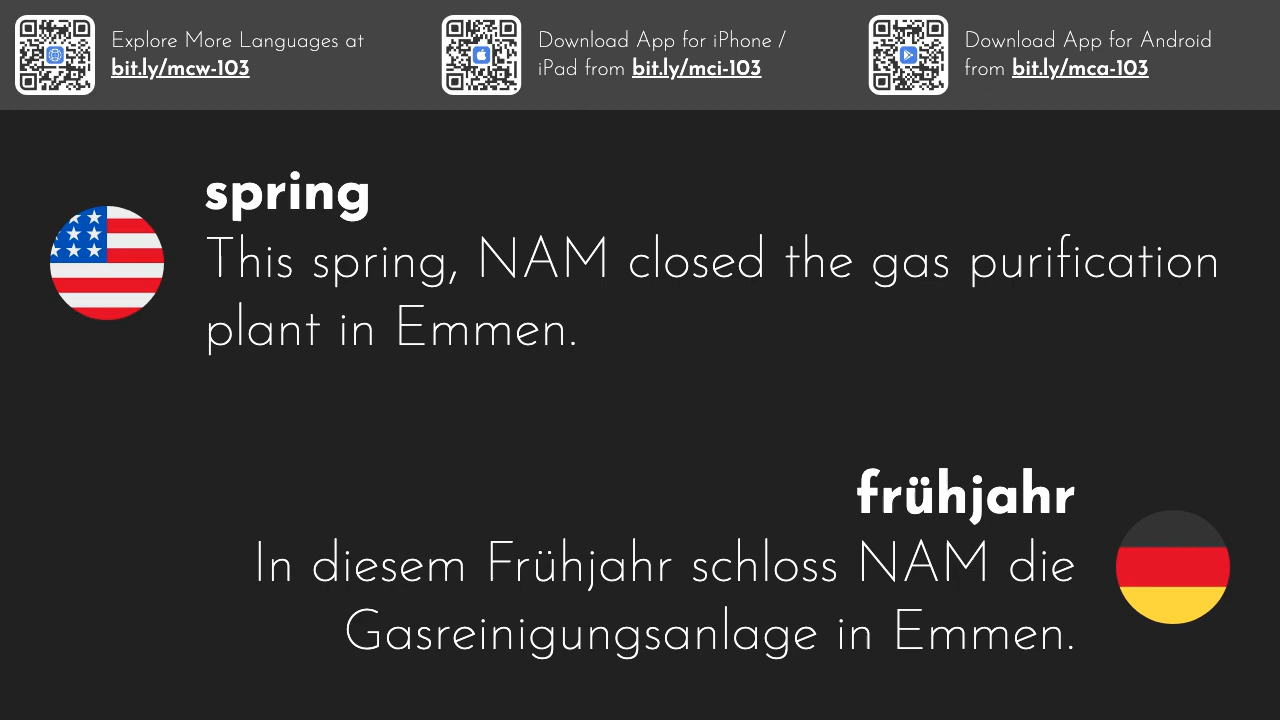 Explore More Languages at
bit.ly/mcw-103
Download App for iPhone /
iPad from bit.ly/mci-103
Download App for Android
from bit.ly/mca-103
spring
This spring, NAM closed the gas purification
plant in Emmen.
frühjahr
In diesem Frühjahr schloss NAM die
Gasreinigungsanlage in Emmen.